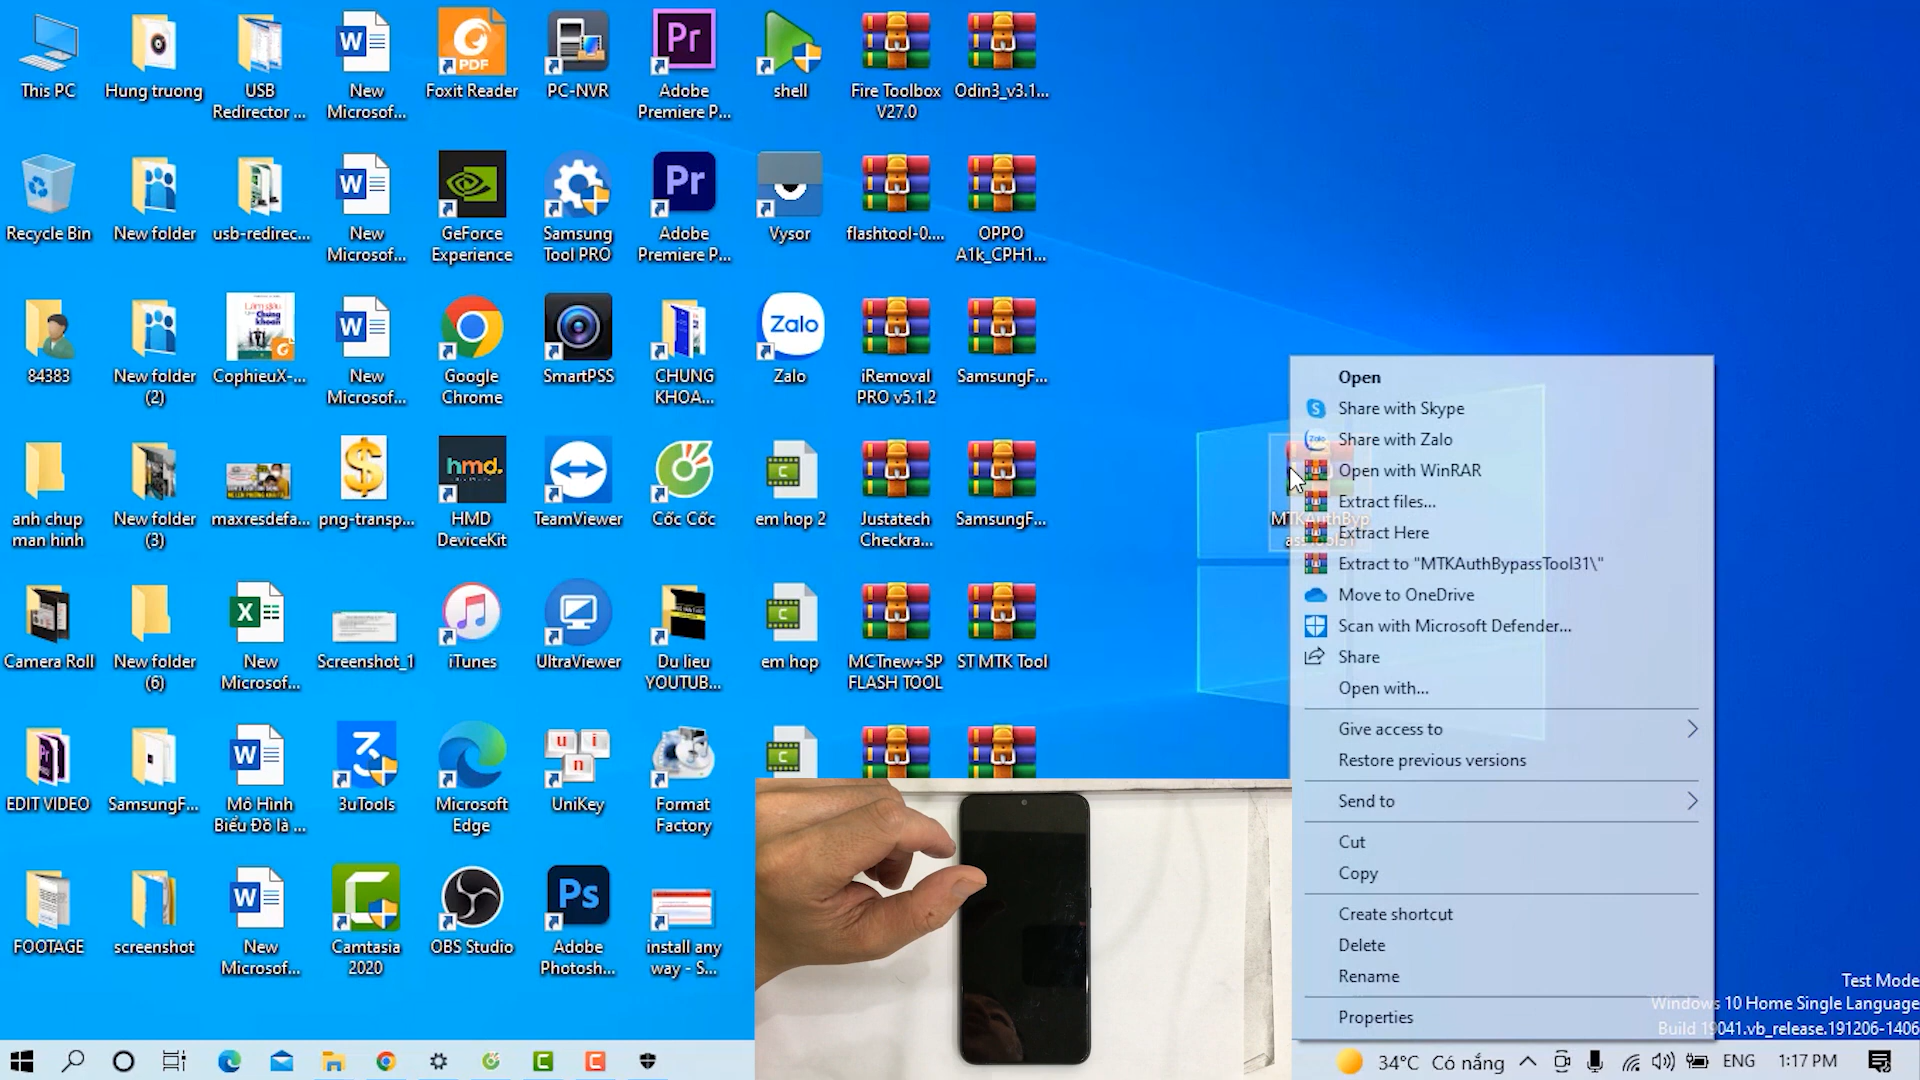 This PC
Hung truong
USB
Redirector ...
New
Microsof...
Foxit Reader
PC-NVR
Adobe
Premiere P...
shell
Fire Toolbox
V27.0
Odin3_v3.1...
Recycle Bin
New folder
usb-redirec...
New
Microsof...
GeForce
Experience
Samsung
Tool PRO
Adobe
Premiere P...
Vysor
flashtool-0....
OPPO
A1k_CPH1...
84383
New folder
(2)
CophieuX-...
New
Microsof...
Google
Chrome
SmartPSS
CHUNG
KHOA...
Zalo
iRemoval
PRO v5.1.2
SamsungF...
anh chup
man hinh
New folder
(3)
maxresdefa...
png-transp...
HMD
DeviceKit
TeamViewer
Cốc Cốc
em hop 2
Justatech
Checkra...
SamsungF...
Camera Roll
New folder
(6)
New
Microsof...
Screenshot_1
iTunes
UltraViewer
Du lieu
YOUTUB...
em hop
MCTnew+SP
FLASH TOOL
ST MTK Tool
EDIT VIDEO
SamsungF...
Mô Hình
Biểu Đồ là ...
3uTools
Microsoft
Edge
UniKey
Format
Factory
FOOTAGE
screenshot
New
Microsof...
Camtasia
2020
OBS Studio
Adobe
Photosh...
install any
way - S...
PDF
Pr
Pr
Zalo
hmd.
u i
n
Ps
Open
Share with Skype
Share with Zalo
Open with WinRAR
Extract files...
Extract Here
Extract to "MTKAuthBypassTool31\"
Move to OneDrive
Scan with Microsoft Defender...
Share
Open with...
Give access to
Restore previous versions
Send to
Cut
Copy
Create shortcut
Delete
Rename
Properties
Test Mode
Windows 10 Home Single Language
Build 19041.vb_release.191206-1406
34°C Có nắng
ENG
1:17 PM